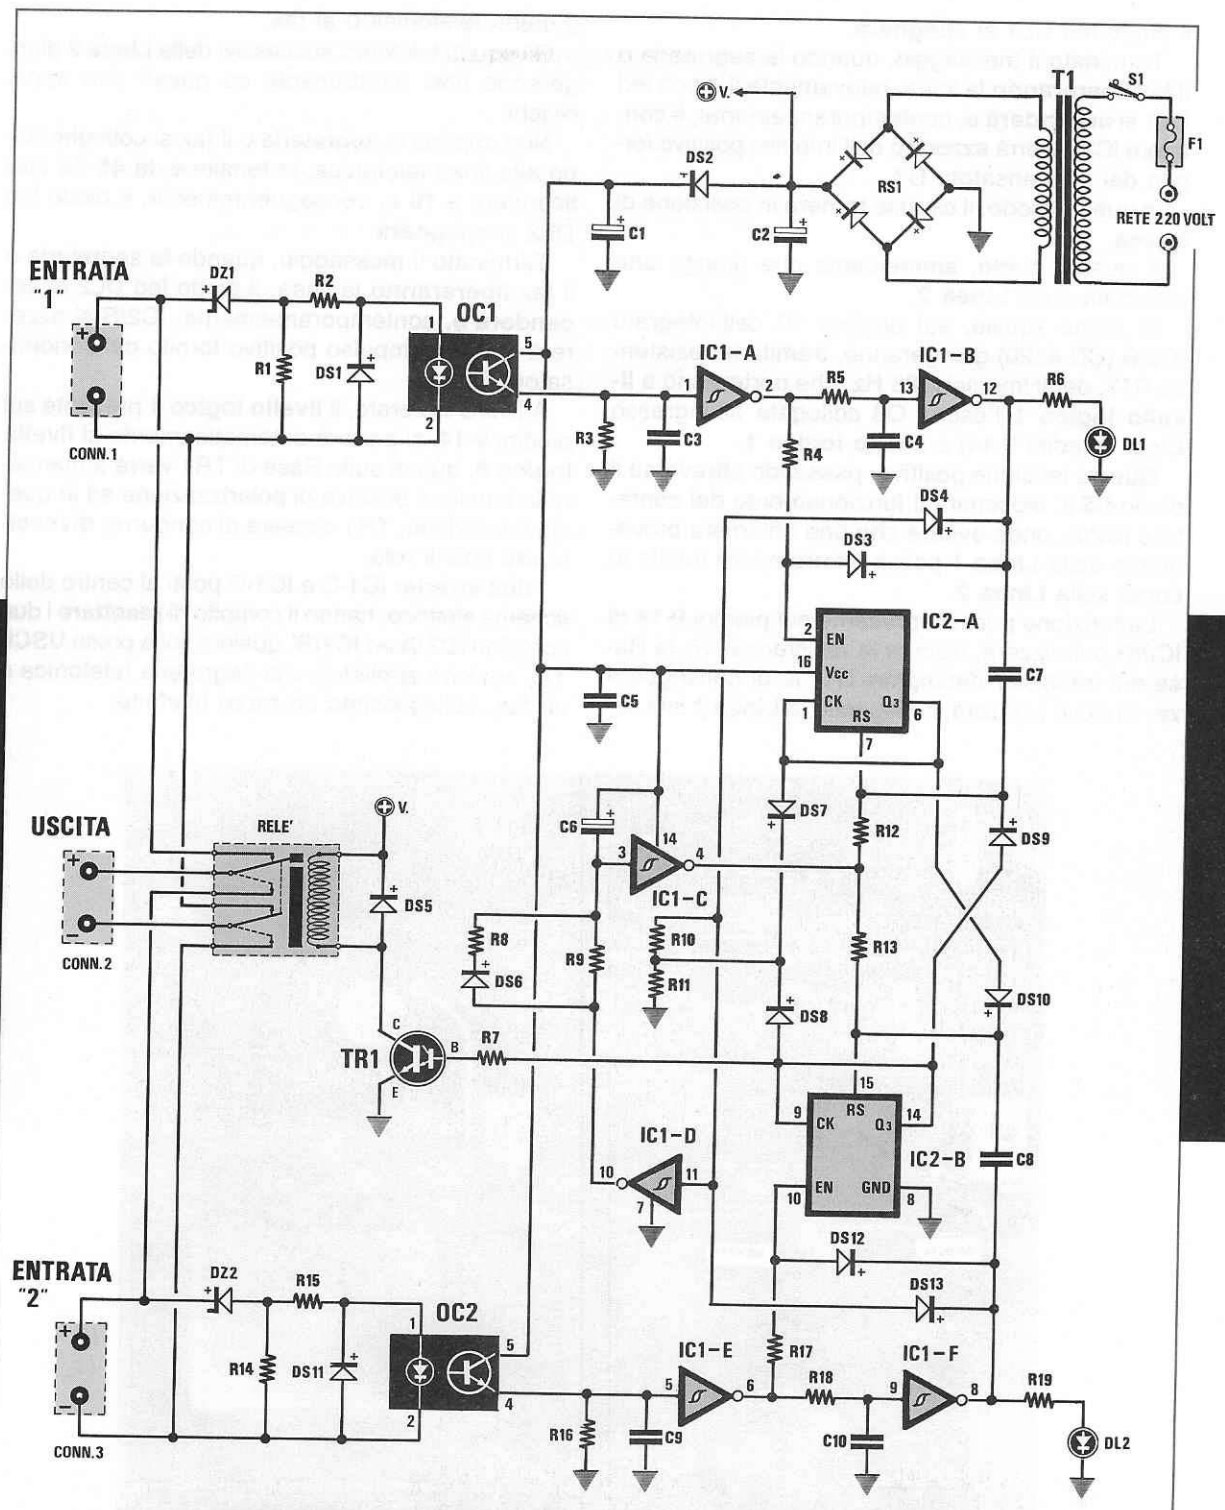 T1
S1
V.
F1
DS2
RS1
C1
C2
RETE 220 VOLT
ENTRATA
"1"
DZ1
R2
OC1
1
5
IC1-A
IC1-B
R1
DS1
1
2
R5
13
12
R6
2
4
R3
C3
R4
C4
DL1
CONN.1
DS4
DS3
IC2-A
2
EN
16
Vcc
C7
C5
CK
Q3
1
RS
6
7
V.
USCITA
RELE'
C6
14
DS7
R12
DS9
3
4
IC1-C
DS5
R8
R10
R9
R13
CONN.2
DS6
R11
DS10
DS8
C
TR1
B
R7
E
15
9
RS
14
CK
Q3
IC1-D
IC2-B
C8
10
11
EN
GND
7
10
8
DS12
ENTRATA
"2"
DZ2
R15
DS13
OC2
1
5
IC1-E
R17
IC1-F
R14
DS11
R18
R19
5
6
9
8
4
2
R16
C9
C10
DL2
CONN.3